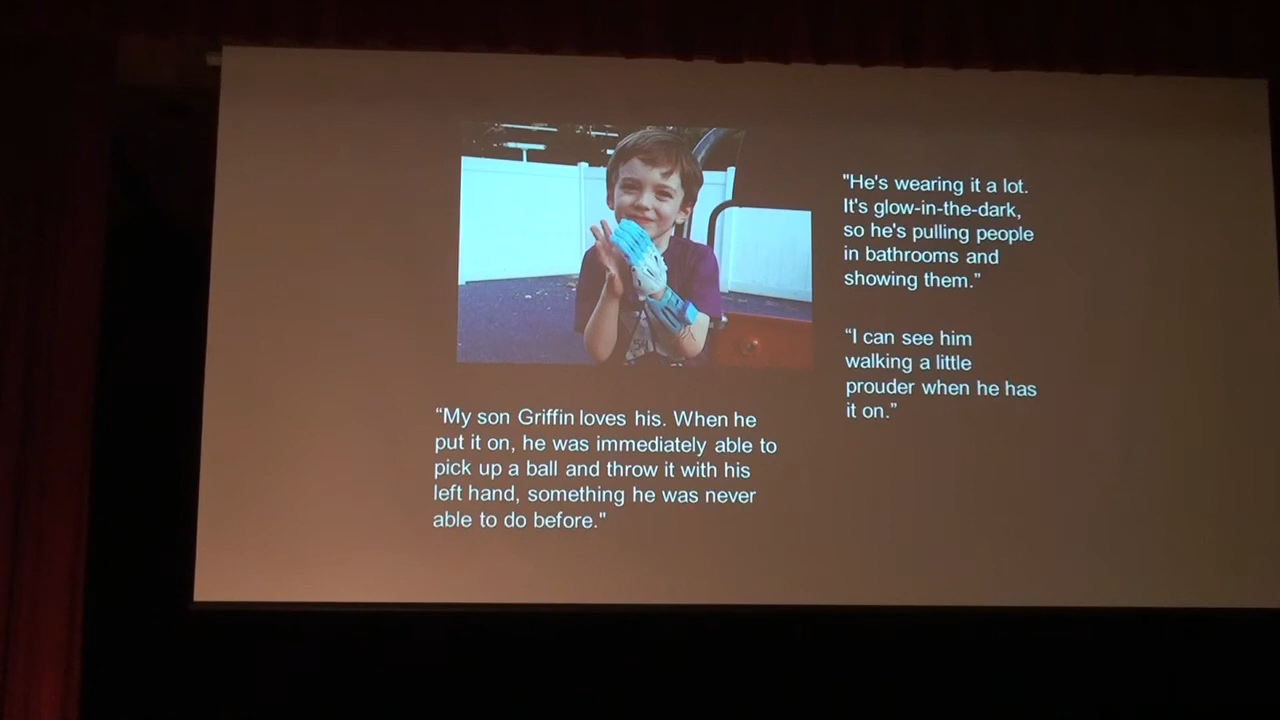 "He's wearing it a lot.
It's glow-in-the-dark,
so he's pulling people
in bathrooms and
showing them.”
“I can see him
walking a little
prouder when he has
it on.”
“My son Griffin loves his. When he
put it on, he was immediately able to
pick up a ball and throw it with his
left hand, something he was never
able to do before."